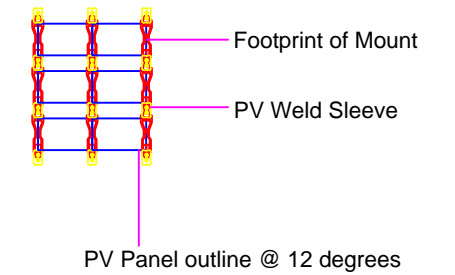 Footprint of Mount
PV Weld Sleeve
PV Panel outline @ 12 degrees